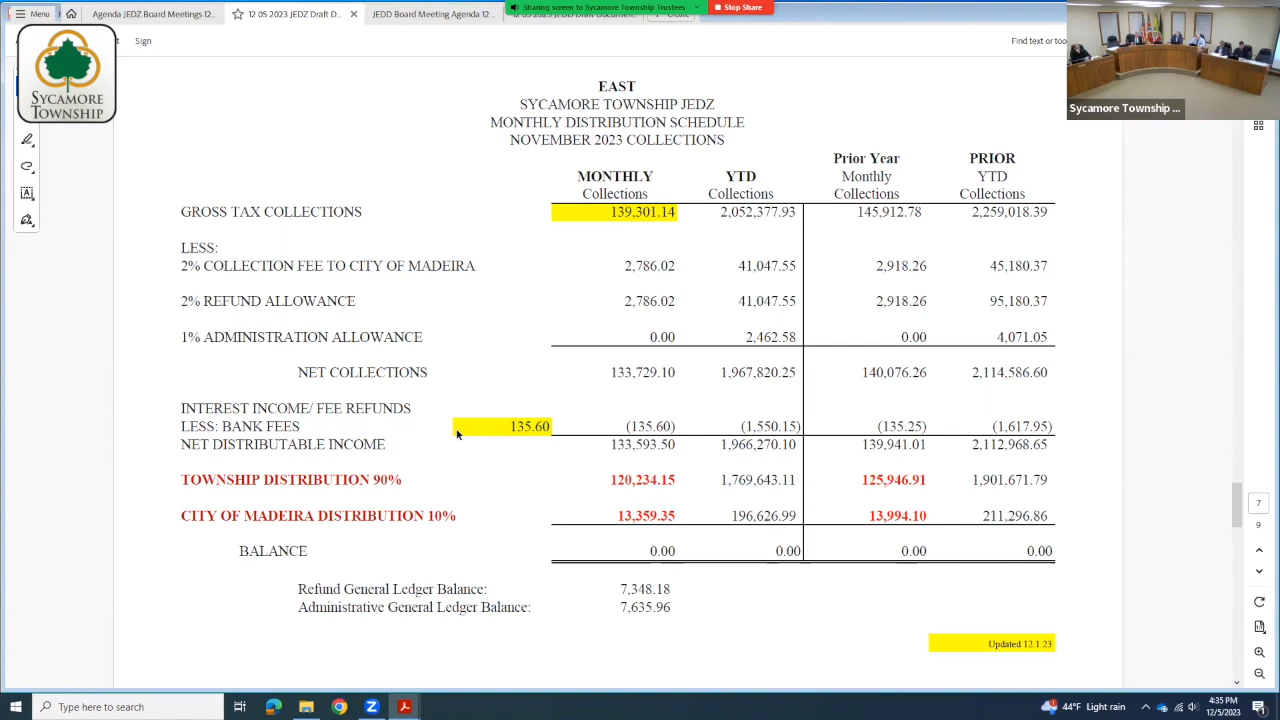 Menu
Agenda JEDZ Board Meetings 12...
12 05 2023 JEDZ Draft D...
JEDD Board Meeting Agenda 12 ...
12 05 2023 JEDD Draft Docum...
Create
Sharing screen to Sycamore Township Trustees
Stop Share
Sign
Find text or too
SYCAMORE
TOWNSHIP
Sycamore Township ...
EAST
SYCAMORE TOWNSHIP JEDZ
MONTHLY DISTRIBUTION SCHEDULE
NOVEMBER 2023 COLLECTIONS
Prior Year PRIOR
MONTHLY YTD Monthly YTD
Collections Collections Collections Collections
GROSS TAX COLLECTIONS 139,301.14 2,052,377.93 145,912.78 2,259,018.39
LESS:
2% COLLECTION FEE TO CITY OF MADEIRA 2,786.02 41,047.55 2,918.26 45,180.37
2% REFUND ALLOWANCE 2,786.02 41,047.55 2,918.26 95,180.37
1% ADMINISTRATION ALLOWANCE 0.00 2,462.58 0.00 4,071.05
NET COLLECTIONS 133,729.10 1,967,820.25 140,076.26 2,114,586.60
INTEREST INCOME/ FEE REFUNDS
LESS: BANK FEES 135.60 (135.60) (1,550.15) (135.25) (1,617.95)
NET DISTRIBUTABLE INCOME 133,593.50 1,966,270.10 139,941.01 2,112,968.65
TOWNSHIP DISTRIBUTION 90% 120,234.15 1,769,643.11 125,946.91 1,901,671.79
CITY OF MADEIRA DISTRIBUTION 10% 13,359.35 196,626.99 13,994.10 211,296.86
BALANCE 0.00 0.00 0.00 0.00
Refund General Ledger Balance: 7,348.18
Administrative General Ledger Balance: 7,635.96
Updated 12.1.23
7
9
Type here to search
44°F Light rain
4:35 PM
12/5/2023